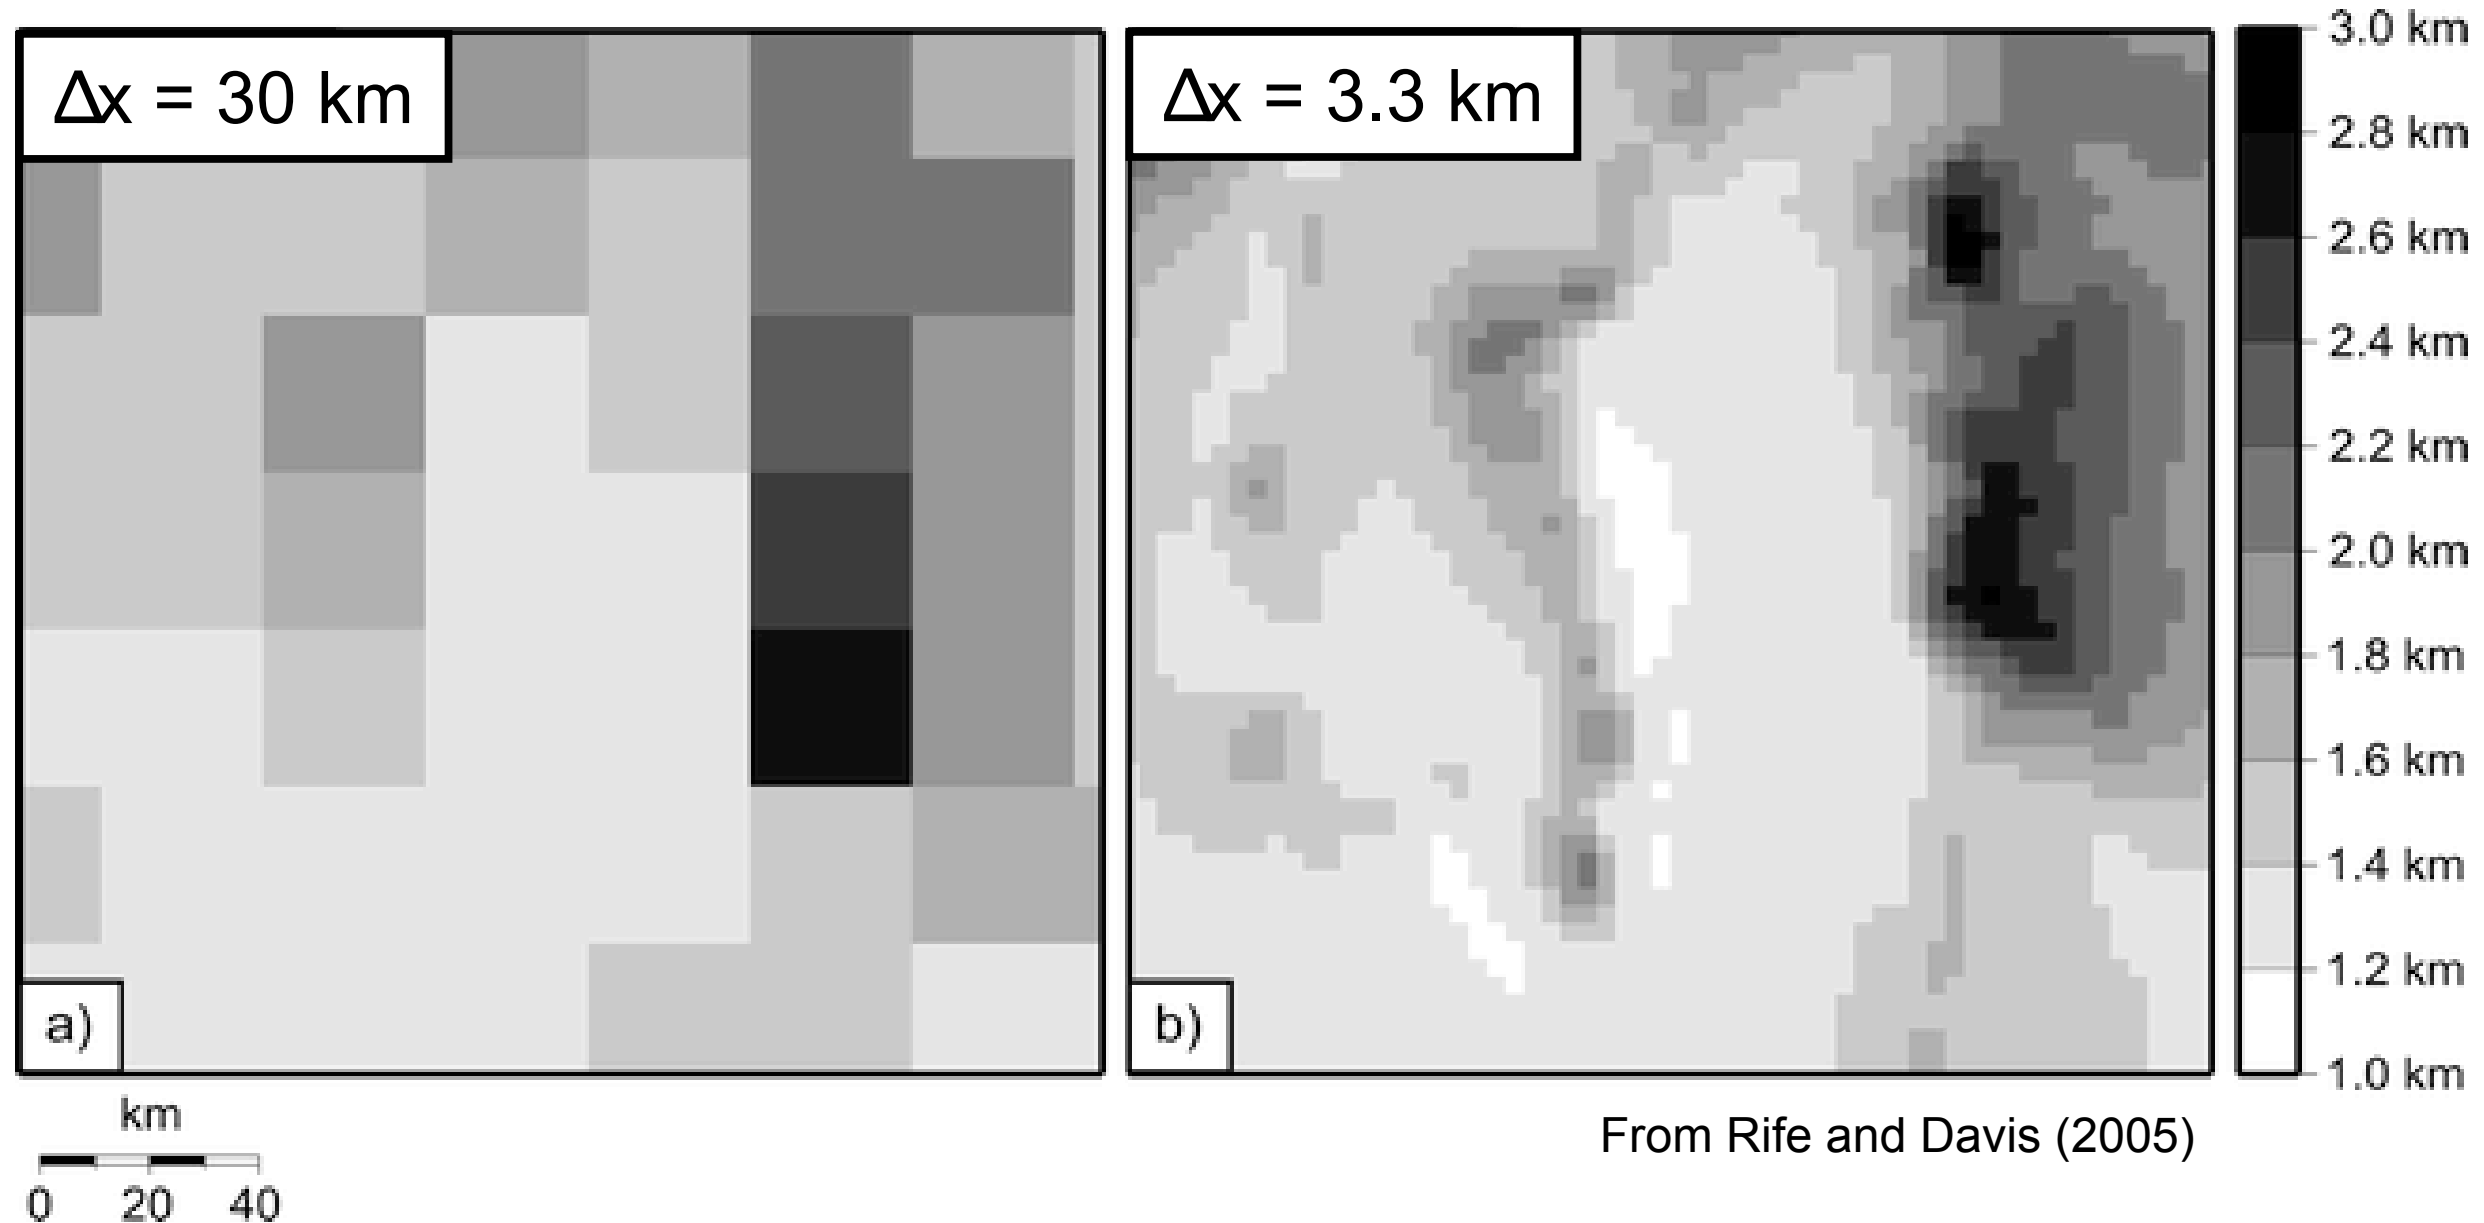 Δx = 30 km
Δx = 3.3 km
3.0 km
2.8 km
2.6 km
2.4 km
2.2 km
2.0 km
1.8 km
1.6 km
1.4 km
1.2 km
1.0 km
a)
b)
km
0 20 40
From Rife and Davis (2005)